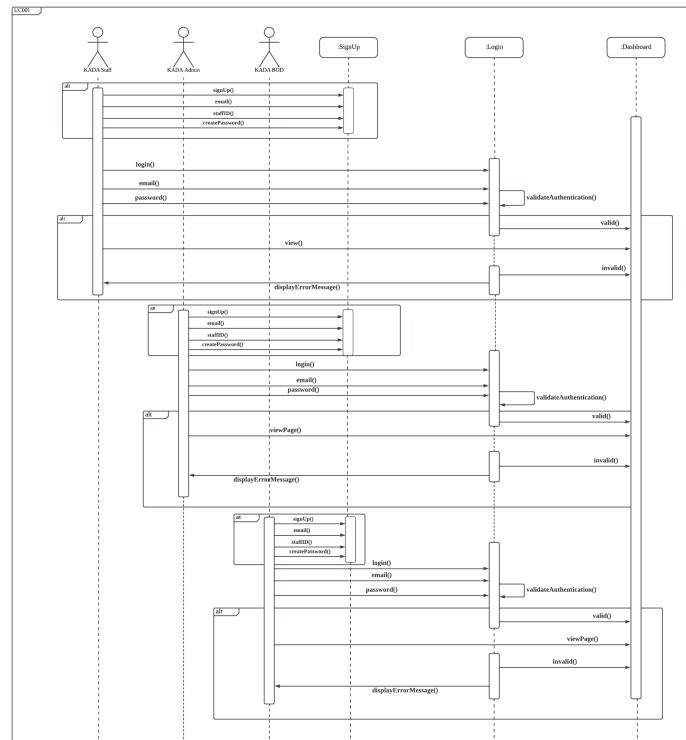 UC001
:SignUp
:Login
:Dashboard
KADA Staff
KADA Admin
KADA BOD
alt
signUp()
email()
staffID()
createPassword()
login()
email()
validateAuthentication()
password()
alt
valid()
view()
invalid()
displayErrorMessage()
alt
signUp()
email()
staffID()
createPassword()
login()
email()
password()
validateAuthentication()
alt
valid()
viewPage()
invalid()
displayErrorMessage()
alt
signUp()
email()
staffID()
createPassword()
login()
email()
password()
validateAuthentication()
alt
valid()
viewPage()
invalid()
displayErrorMessage()